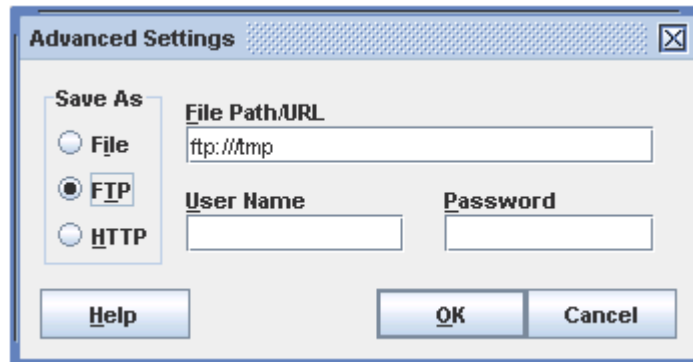 Advanced Settings
Save As
File
FTP
HTTP
File Path/URL
ftp:///tmp
User Name
Password
Help
OK
Cancel